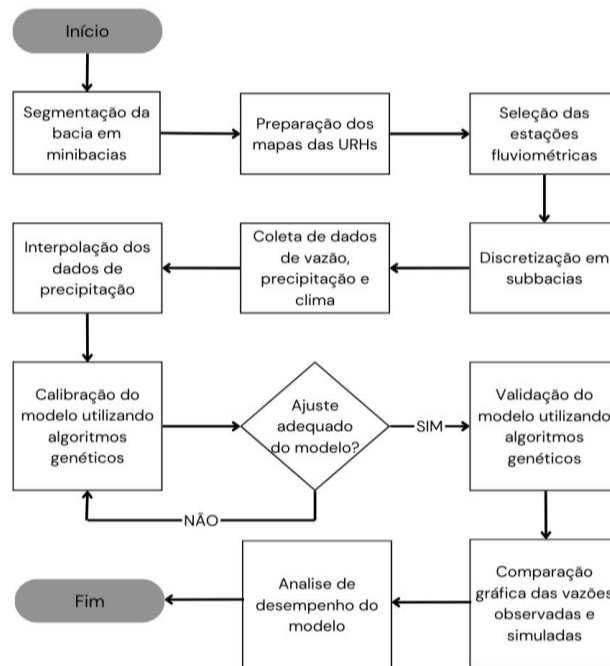 Início
Segmentação da
bacia em
minibacias
Preparação dos
mapas das URHs
Seleção das
estações
fluviométricas
Discretização em
subbacias
Coleta de dados
de vazão,
precipitação e
clima
Interpolação dos
dados de
precipitação
Calibração do
modelo utilizando
algoritmos
genéticos
Ajuste
adequado
do modelo?
SIM
NÃO
Validação do
modelo utilizando
algoritmos
genéticos
Comparação
gráfica das vazões
observadas e
simuladas
Analise de
desempenho do
modelo
Fim